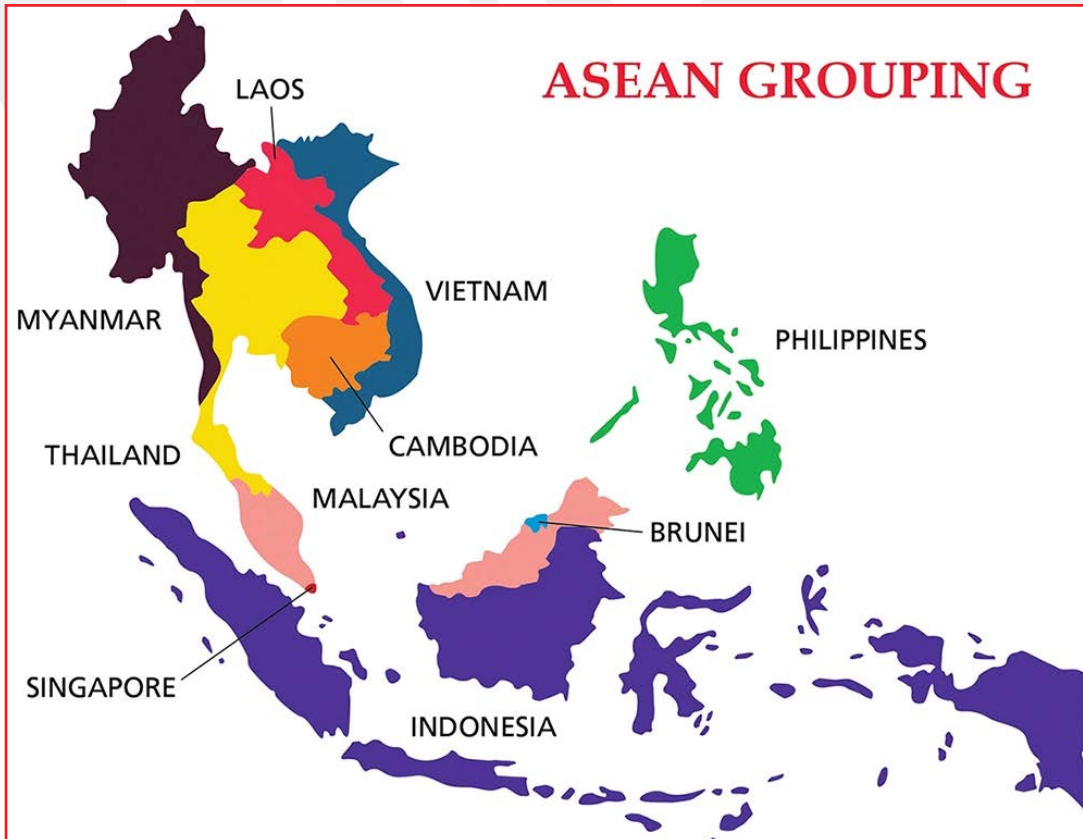 ASEAN GROUPING
LAOS
VIETNAM
MYANMAR
PHILIPPINES
CAMBODIA
THAILAND
MALAYSIA
BRUNEI
SINGAPORE
INDONESIA